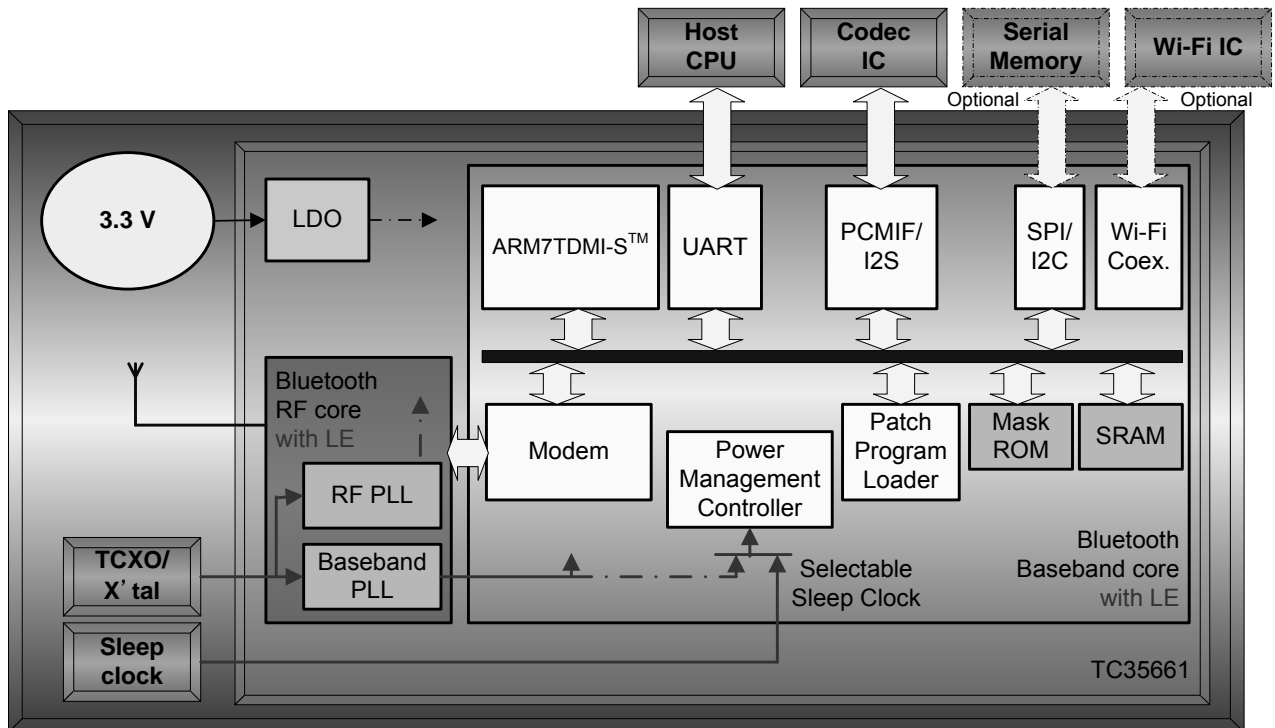 Host
CPU
Codec
IC
Serial
Memory
Wi-Fi IC
Optional
Optional
3.3 V
LDO
ARM7TDMI-S™
UART
PCMIF/
I2S
SPI/
I2C
Wi-Fi
Coex.
Bluetooth
RF core
with LE
RF PLL
Baseband
PLL
Modem
Power
Management
Controller
Patch
Program
Loader
Mask
ROM
SRAM
TCXO/
X' tal
Sleep
clock
Selectable
Sleep Clock
Bluetooth
Baseband core
with LE
TC35661